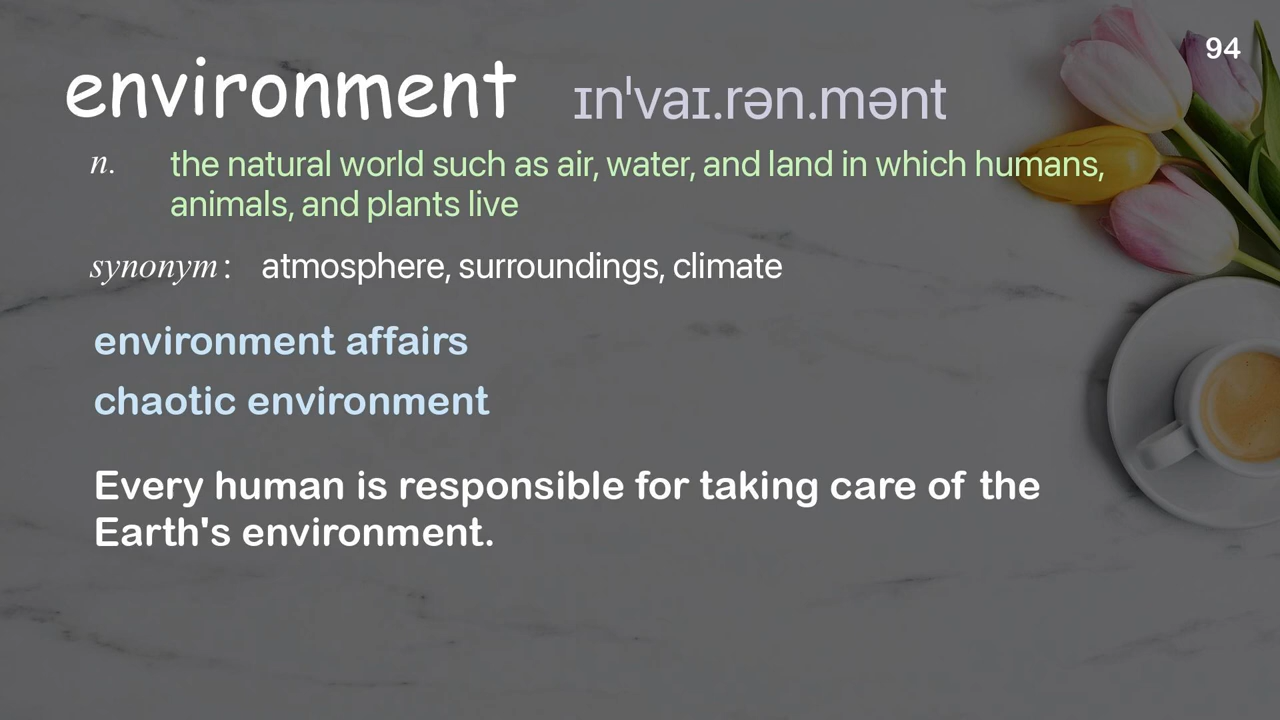 94
environment ɪnˈvaɪ.rən.mənt
n. the natural world such as air, water, and land in which humans,
animals, and plants live
synonym: atmosphere, surroundings, climate
environment affairs
chaotic environment
Every human is responsible for taking care of the
Earth's environment.